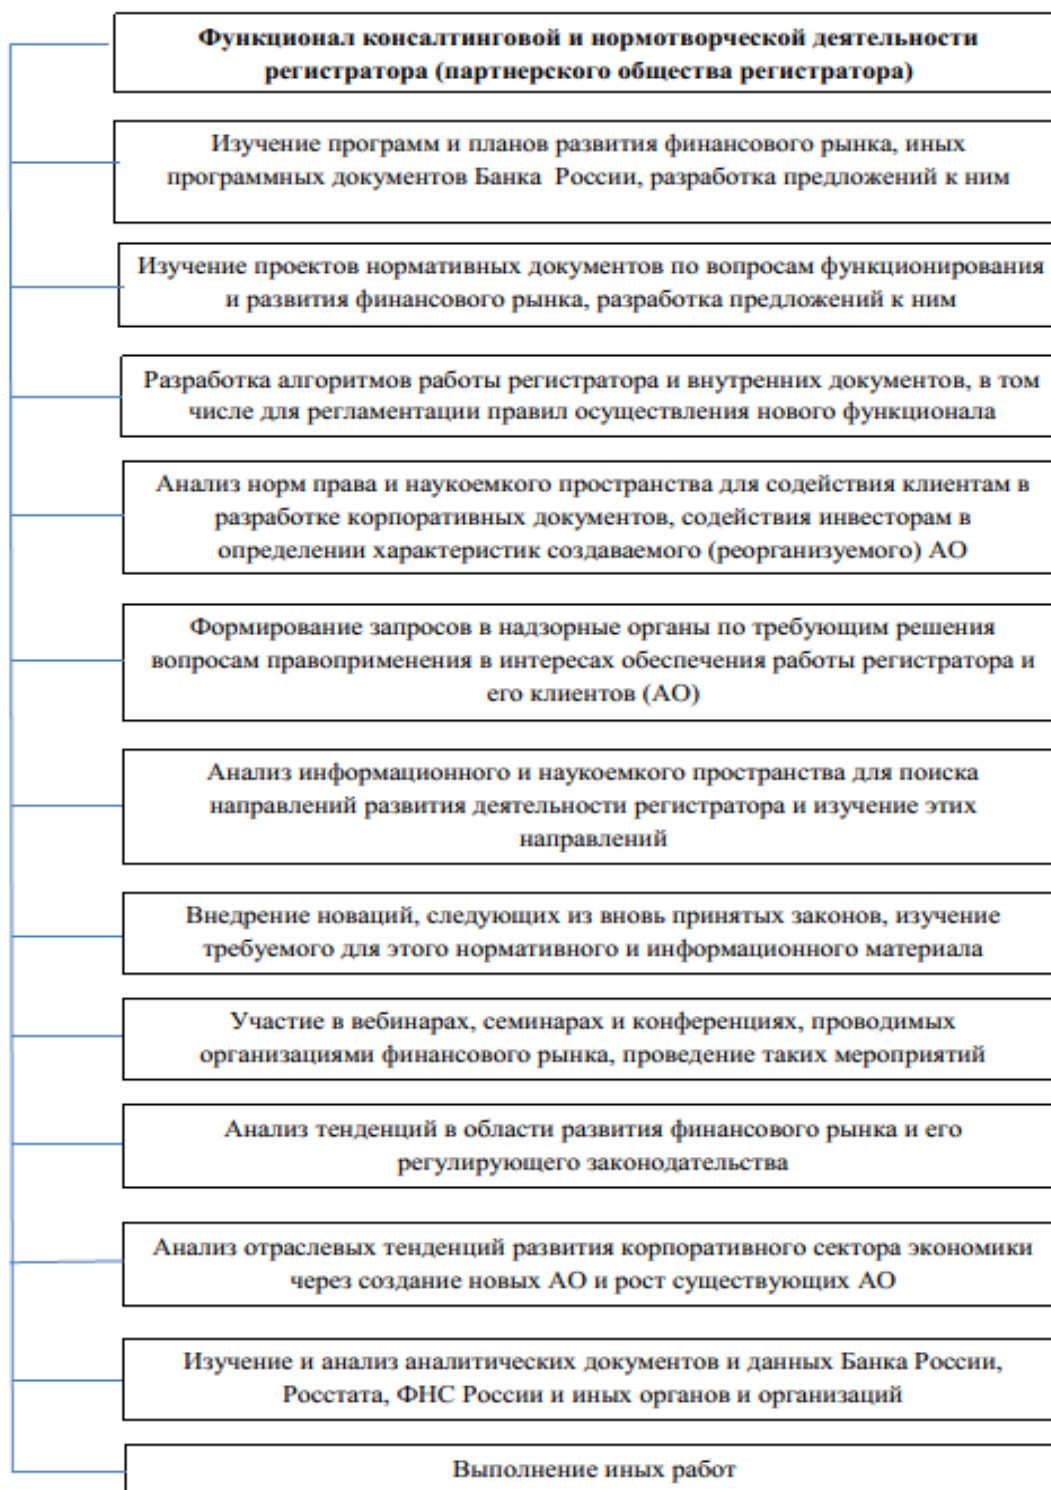 Функционал консалтинговой и нормотворческой деятельности
регистратора (партнерского общества регистратора)
Изучение программ и планов развития финансового рынка, иных
программных документов Банка России, разработка предложений к ним
Изучение проектов нормативных документов по вопросам функционирования
и развития финансового рынка, разработка предложений к ним
Разработка алгоритмов работы регистратора и внутренних документов, в том
числе для регламентации правил осуществления нового функционала
Анализ норм права и наукоемкого пространства для содействия клиентам в
разработке корпоративных документов, содействия инвесторам в
определении характеристик создаваемого (реорганизуемого) АО
Формирование запросов в надзорные органы по требующим решения
вопросам правоприменения в интересах обеспечения работы регистратора и
его клиентов (АО)
Анализ информационного и наукоемкого пространства для поиска
направлений развития деятельности регистратора и изучение этих
направлений
Внедрение новаций, следующих из вновь принятых законов, изучение
требуемого для этого нормативного и информационного материала
Участие в вебинарах, семинарах и конференциях, проводимых
организациями финансового рынка, проведение таких мероприятий
Анализ тенденций в области развития финансового рынка и его
регулирующего законодательства
Анализ отраслевых тенденций развития корпоративного сектора экономики
через создание новых АО и рост существующих АО
Изучение и анализ аналитических документов и данных Банка России,
Росстата, ФНС России и иных органов и организаций
Выполнение иных работ